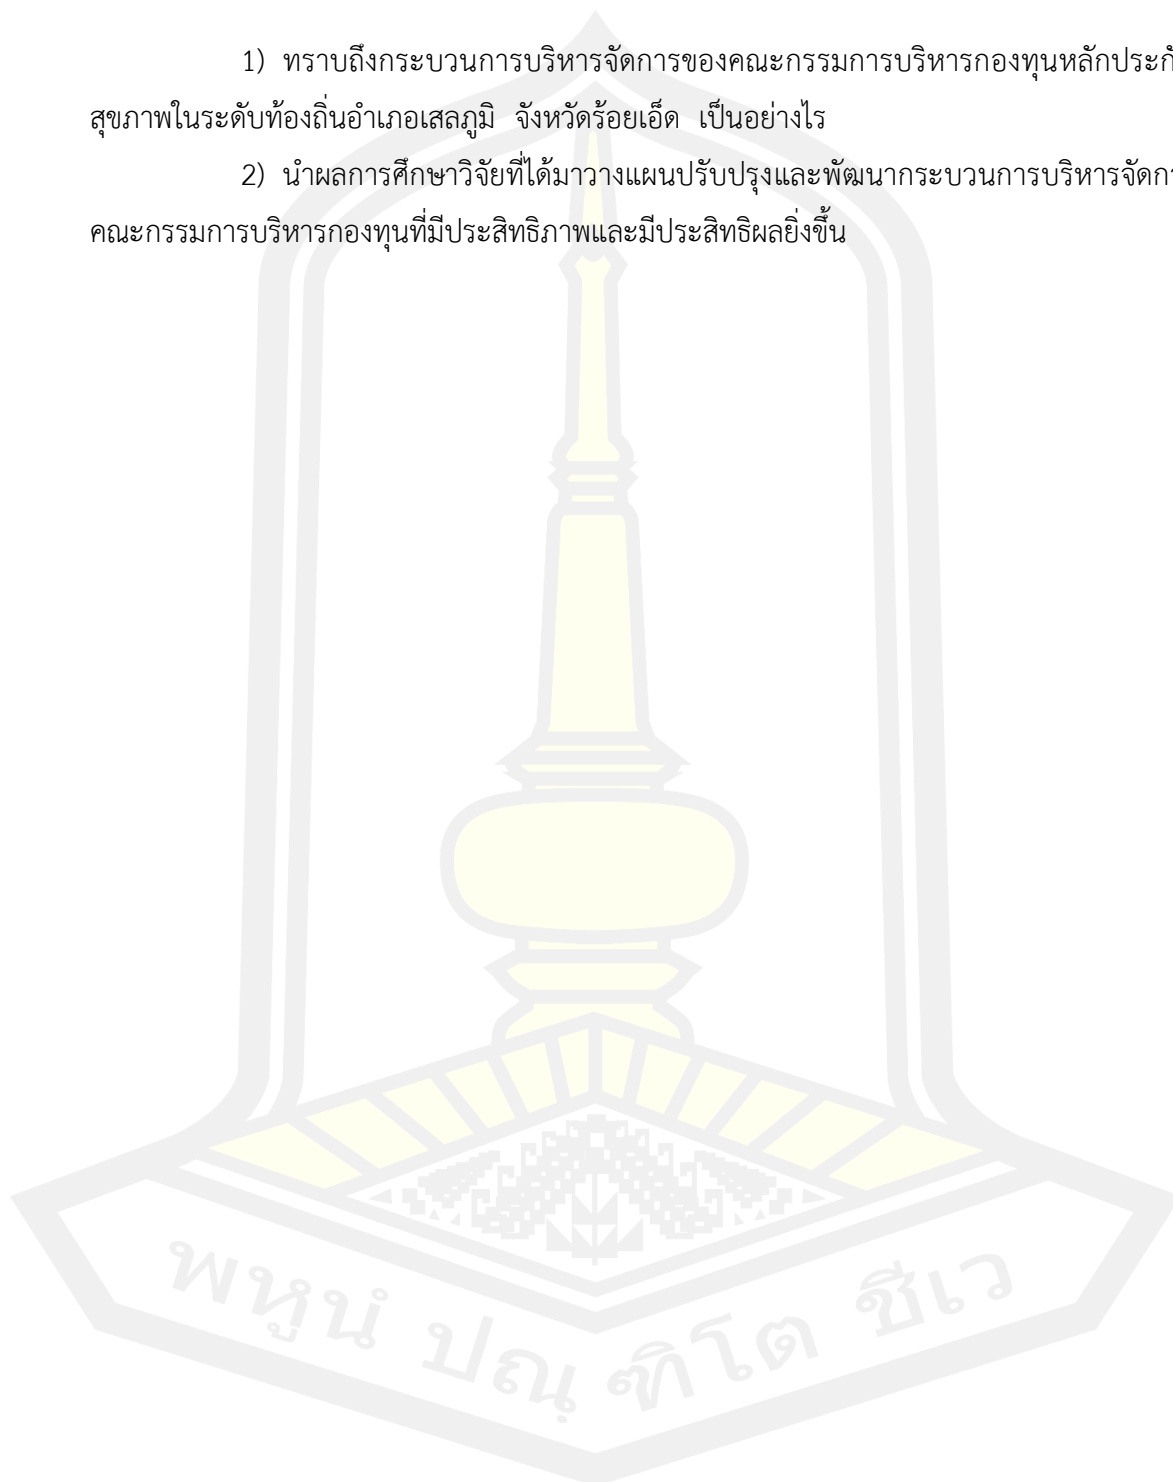 1) ทราบถึงกระบวนการบริหารจัดการของคณะกรรมการบริหารกองทุนหลักประกั
สุขภาพในระดับท้องถิ่นอำเภอเสลภูมิ จังหวัดร้อยเอ็ด เป็นอย่างไร
2) นำผลการศึกษาวิจัยที่ได้มาวางแผนปรับปรุงและพัฒนากระบวนการบริหารจัดกา
คณะกรรมการบริหารกองทุนที่มีประสิทธิภาพและมีประสิทธิผลยิ่งขึ้น
พหูนํ ปณฺ ฑิโต ชีเว